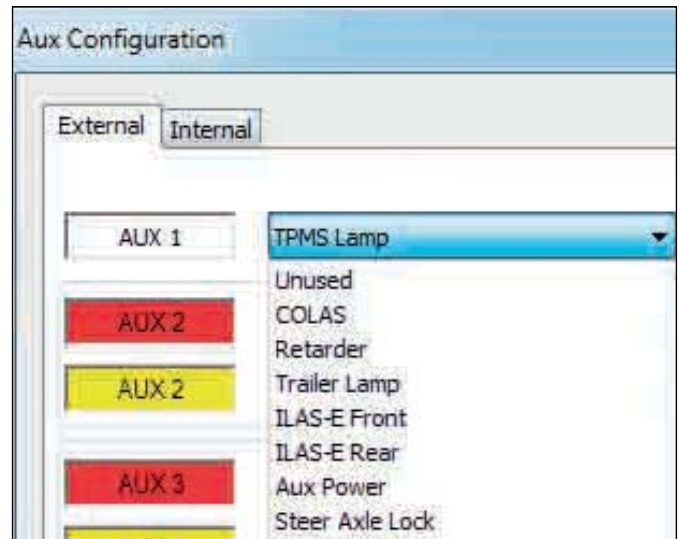 Aux Configuration
External Internal
AUX 1 TPMS Lamp
Unused
AUX 2 COLAS
Retarder
AUX 2 Trailer Lamp
ILAS-E Front
ILAS-E Rear
AUX 3 Aux Power
Steer Axle Lock